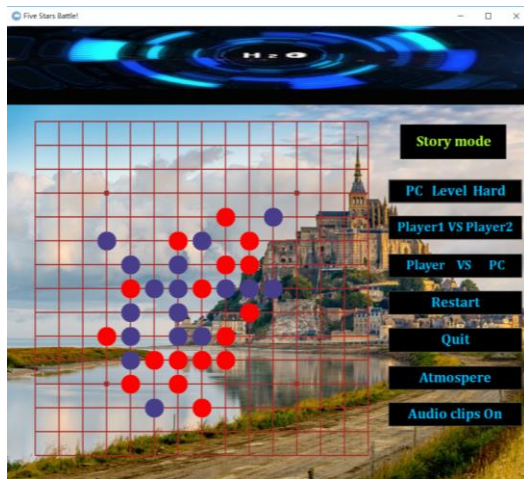 Five Stars Battle!
H2O
Story mode
PC Level Hard
Player1 VS Player2
Player VS PC
Restart
Quit
Atmospere
Audio clips On